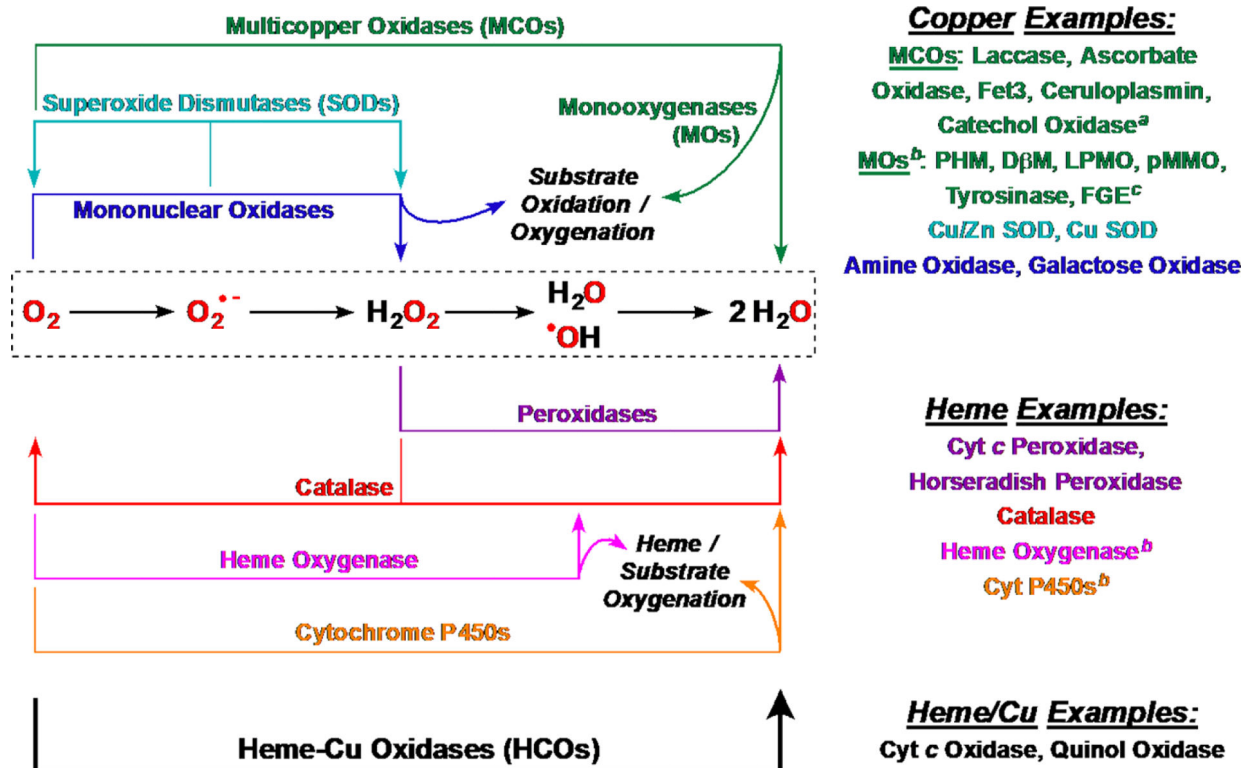 Multicopper Oxidases (MCOs)
Superoxide Dismutases (SODs)
Monooxygenases
(MOs)
Mononuclear Oxidases
Substrate
Oxidation /
Oxygenation
O₂ → O₂•⁻ → H₂O₂ → H₂O •OH → 2 H₂O
Peroxidases
Catalase
Heme Oxygenase
Heme /
Substrate
Oxygenation
Cytochrome P450s
Heme-Cu Oxidases (HCOs)
Copper Examples:
MCOs: Laccase, Ascorbate
Oxidase, Fet3, Ceruloplasmin,
Catechol Oxidaseᵃ
MOsᵇ: PHM, DβM, LPMO, pMMO,
Tyrosinase, FGEᶜ
Cu/Zn SOD, Cu SOD
Amine Oxidase, Galactose Oxidase
Heme Examples:
Cyt c Peroxidase,
Horseradish Peroxidase
Catalase
Heme Oxygenaseᵇ
Cyt P450sᵇ
Heme/Cu Examples:
Cyt c Oxidase, Quinol Oxidase